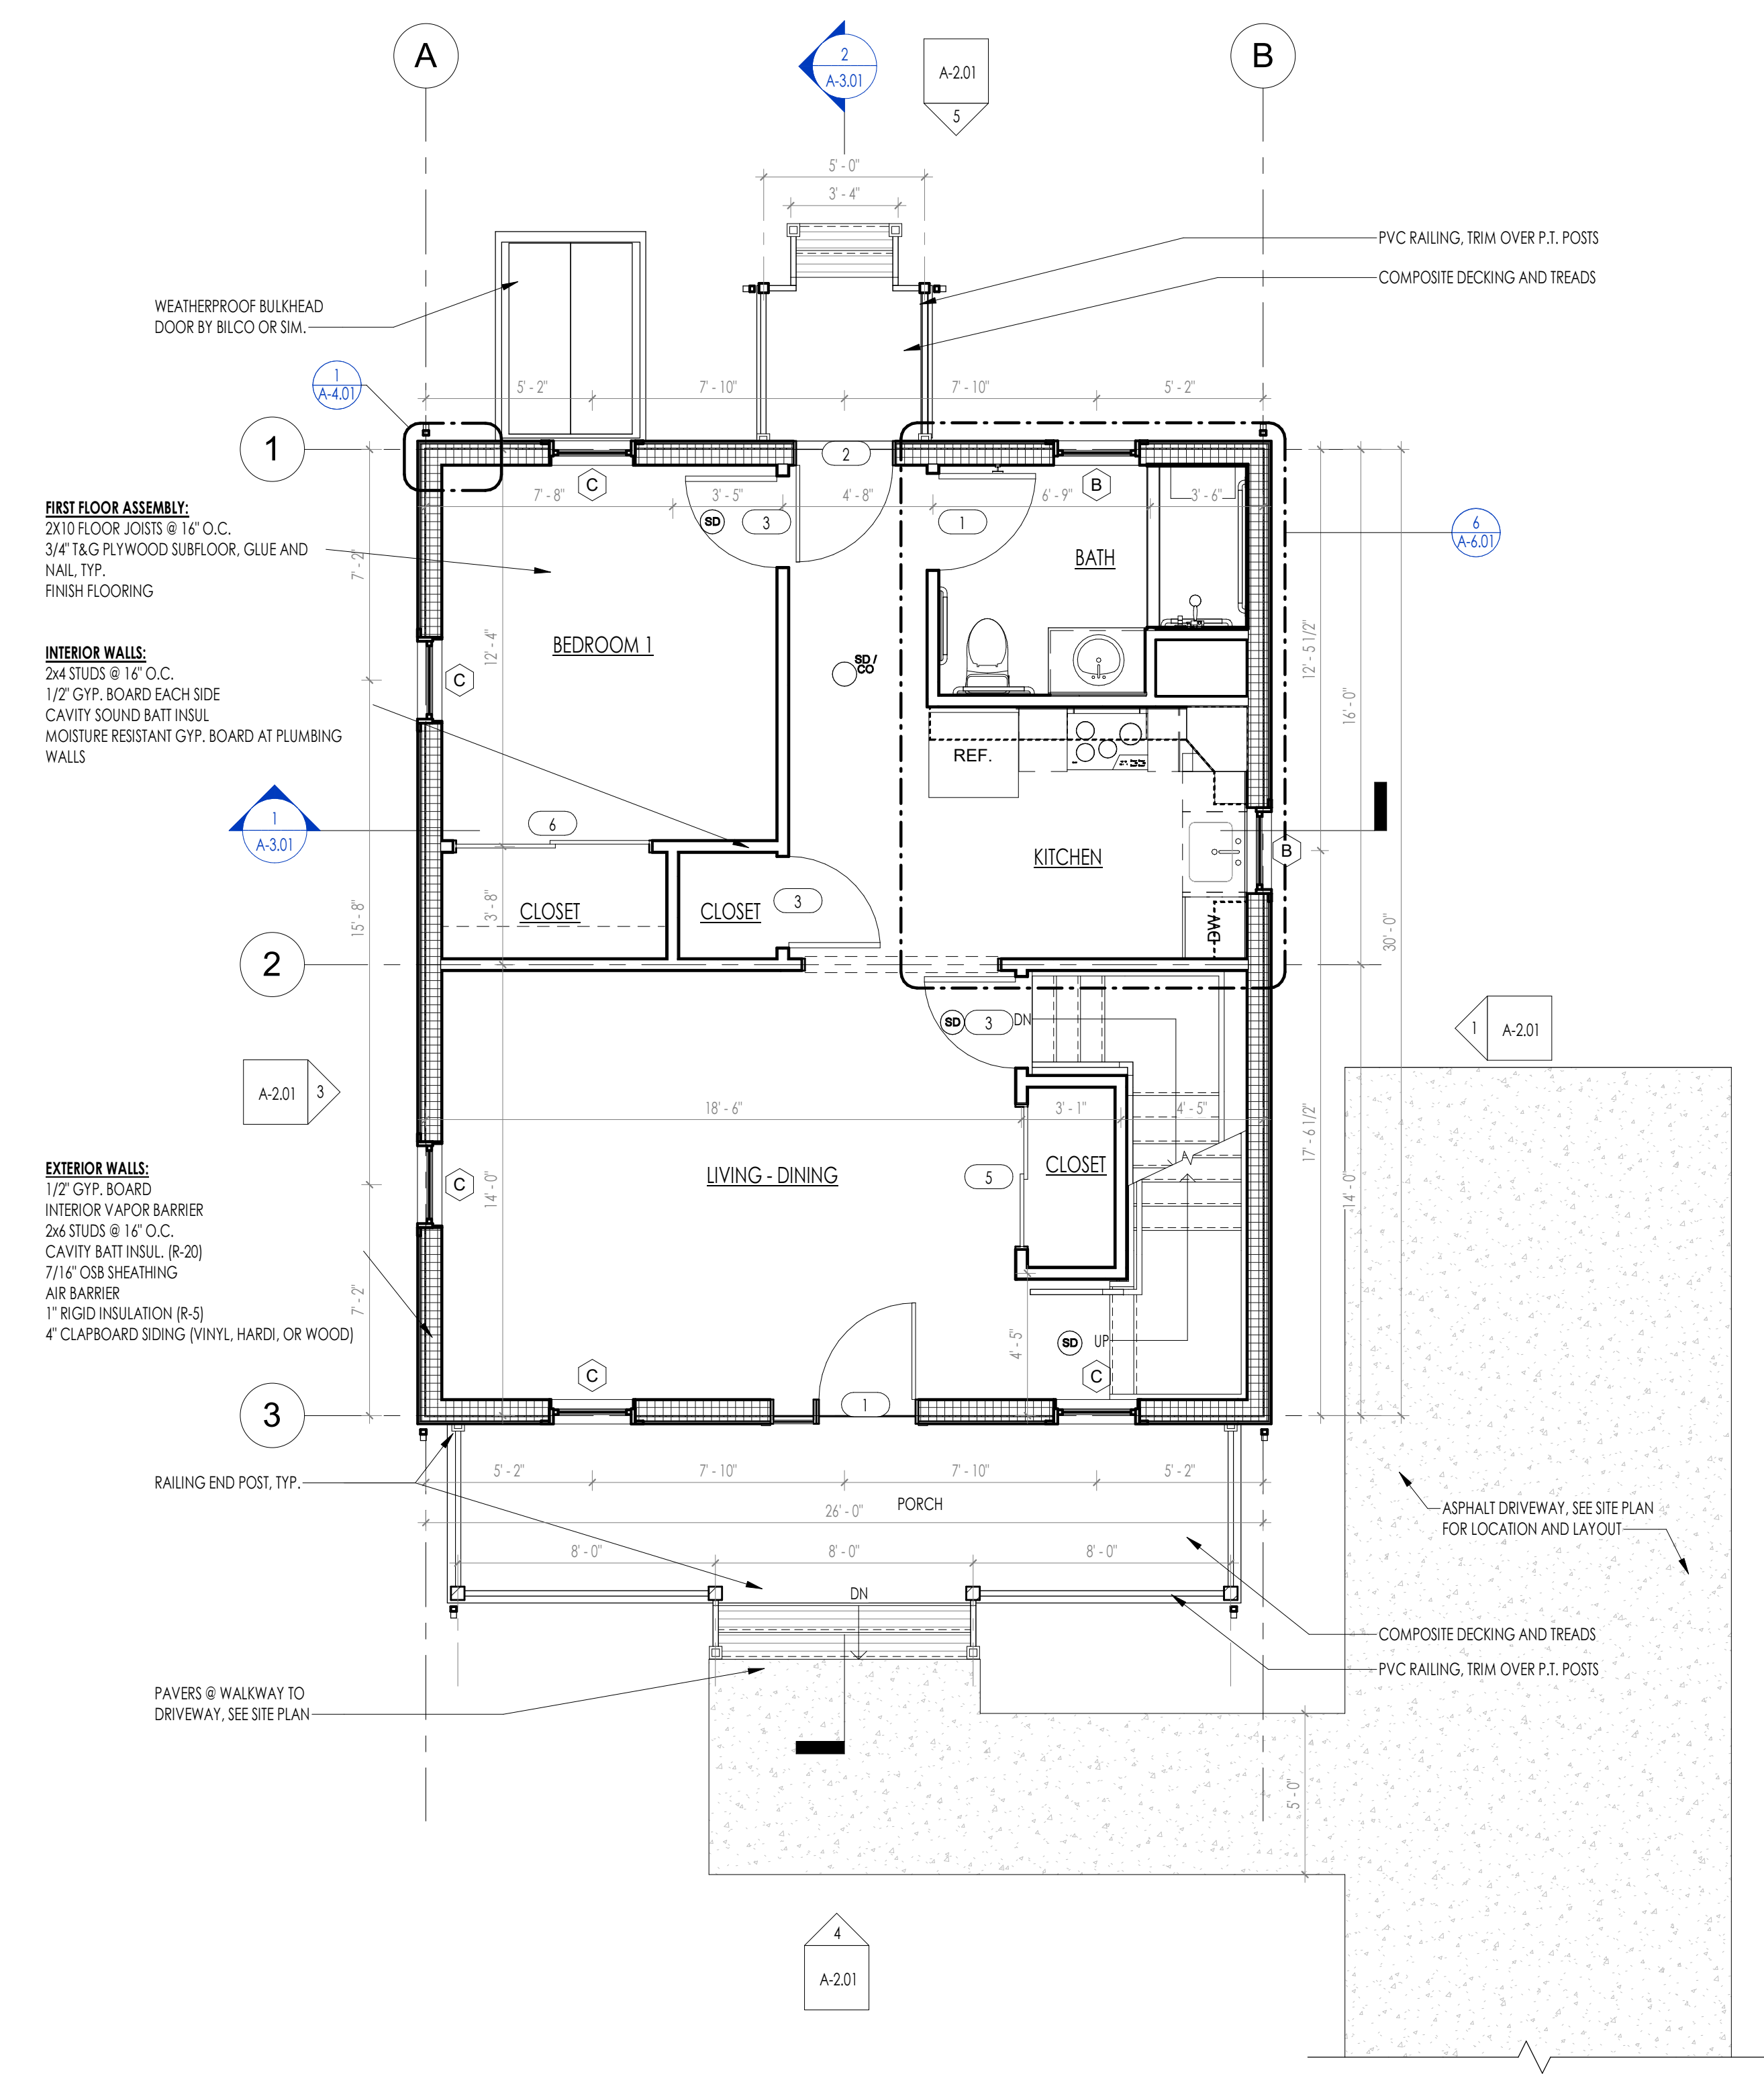 A
B
2
A-3.01
A-2.01
5
5' - 0"
3' - 4"
PVC RAILING, TRIM OVER P.T. POSTS
COMPOSITE DECKING AND TREADS
WEATHERPROOF BULKHEAD
DOOR BY BILCO OR SIM.
1
A-4.01
5' - 2"
7' - 10"
7' - 10"
5' - 2"
1
2
C
B
7' - 8"
3' - 5"
4' - 8"
6' - 9"
3' - 6"
SD
3
1
6
A-6.01
FIRST FLOOR ASSEMBLY:
2X10 FLOOR JOISTS @ 16" O.C.
3/4" T&G PLYWOOD SUBFLOOR, GLUE AND
NAIL, TYP.
FINISH FLOORING
7' - 2"
BATH
INTERIOR WALLS:
2x4 STUDS @ 16" O.C.
1/2" GYP. BOARD EACH SIDE
CAVITY SOUND BATT INSUL
MOISTURE RESISTANT GYP. BOARD AT PLUMBING
WALLS
12' - 4"
BEDROOM 1
C
SD /
CO
12' - 5 1/2"
16' - 0"
REF.
1
A-3.01
6
KITCHEN
B
15' - 8"
3' - 8"
CLOSET
CLOSET
3
DW
30' - 0"
2
SD
3
DN
1
A-2.01
A-2.01
3
18' - 6"
3' - 1"
4' - 5"
17' - 6 1/2"
EXTERIOR WALLS:
1/2" GYP. BOARD
INTERIOR VAPOR BARRIER
2x6 STUDS @ 16" O.C.
CAVITY BATT INSUL. (R-20)
7/16" OSB SHEATHING
AIR BARRIER
1" RIGID INSULATION (R-5)
4" CLAPBOARD SIDING (VINYL, HARDI, OR WOOD)
C
14' - 0"
LIVING - DINING
5
CLOSET
14' - 0"
7' - 2"
4' - 5"
SD
UP
C
C
3
1
RAILING END POST, TYP.
5' - 2"
7' - 10"
7' - 10"
5' - 2"
PORCH
26' - 0"
ASPHALT DRIVEWAY, SEE SITE PLAN
FOR LOCATION AND LAYOUT
8' - 0"
8' - 0"
8' - 0"
DN
COMPOSITE DECKING AND TREADS
PVC RAILING, TRIM OVER P.T. POSTS
PAVERS @ WALKWAY TO
DRIVEWAY, SEE SITE PLAN
5' - 0"
4
A-2.01